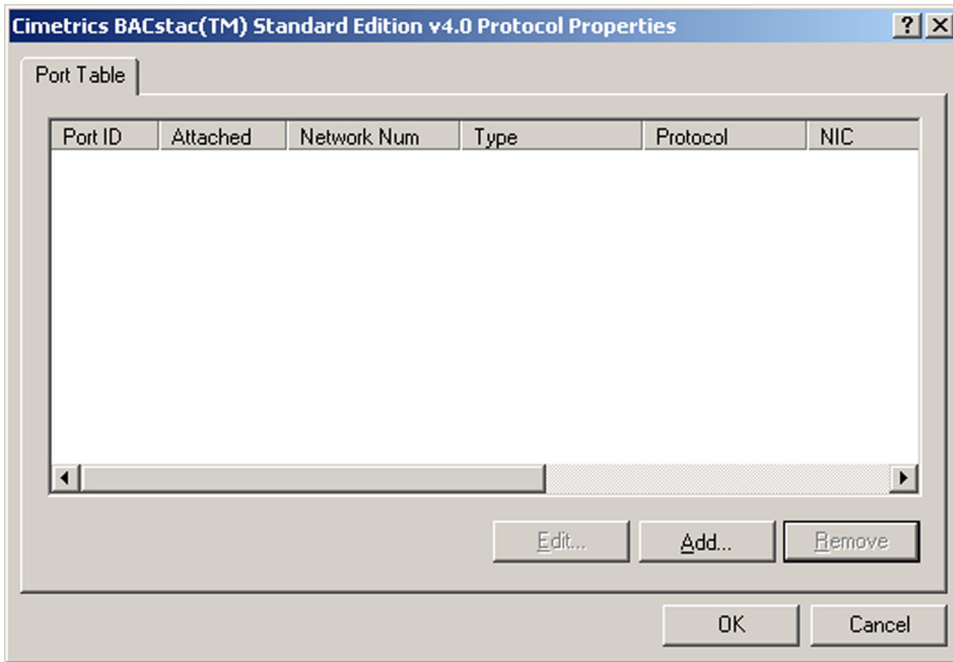 Cimetrics BACstac(TM) Standard Edition v4.0 Protocol Properties
Port Table
Port ID Attached Network Num Type Protocol NIC
Edit... Add... Remove
OK Cancel